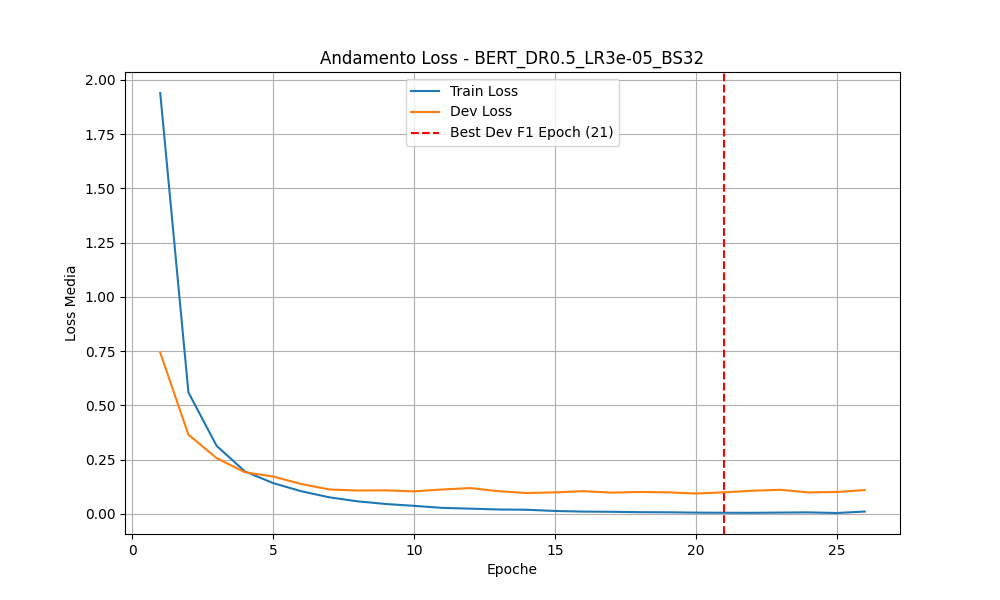 Andamento Loss - BERT_DR0.5_LR3e-05_BS32
Train Loss
Dev Loss
Best Dev F1 Epoch (21)
Loss Media
2.00
1.75
1.50
1.25
1.00
0.75
0.50
0.25
0.00
0 5 10 15 20 25
Epoche